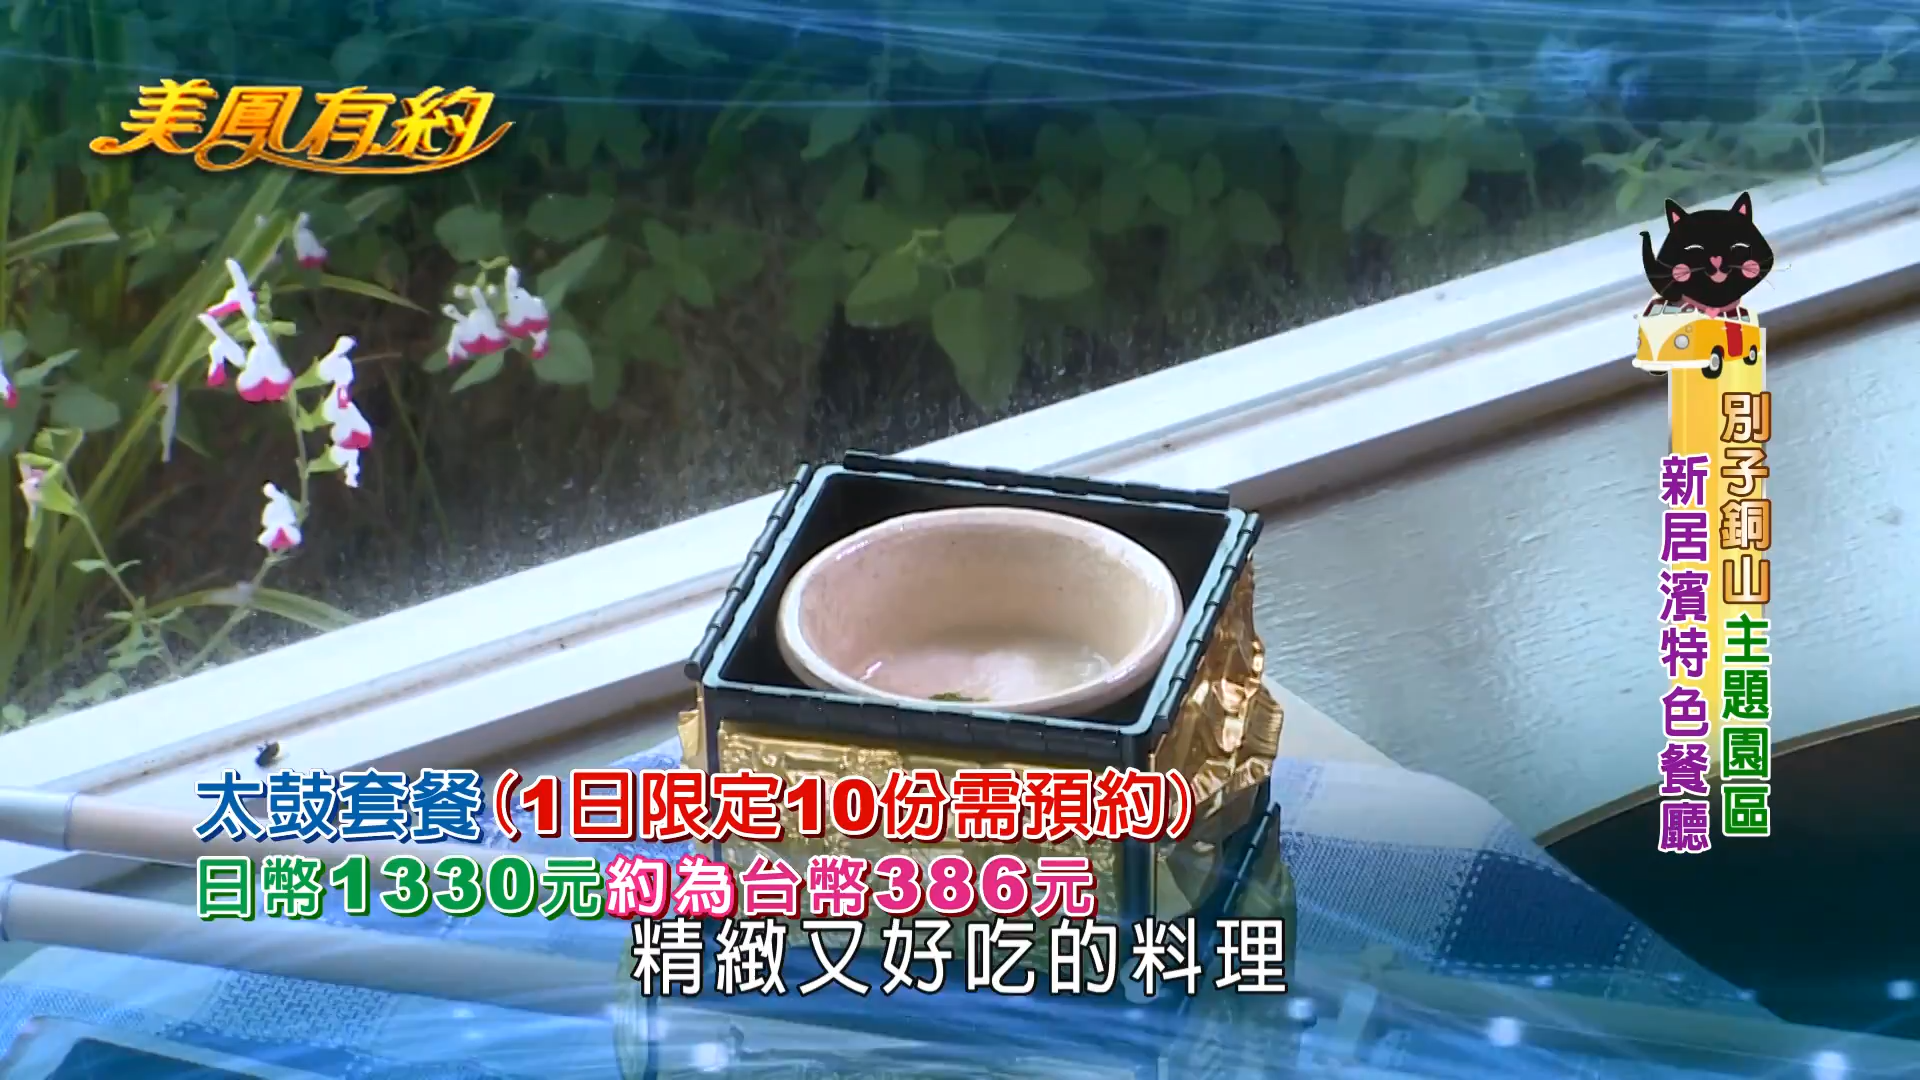 美鳳有約
別子銅山主題園區
新居濱特色餐廳
太鼓套餐(1日限定10份需預約)
日幣1330元約為台幣386元
精緻又好吃的料理